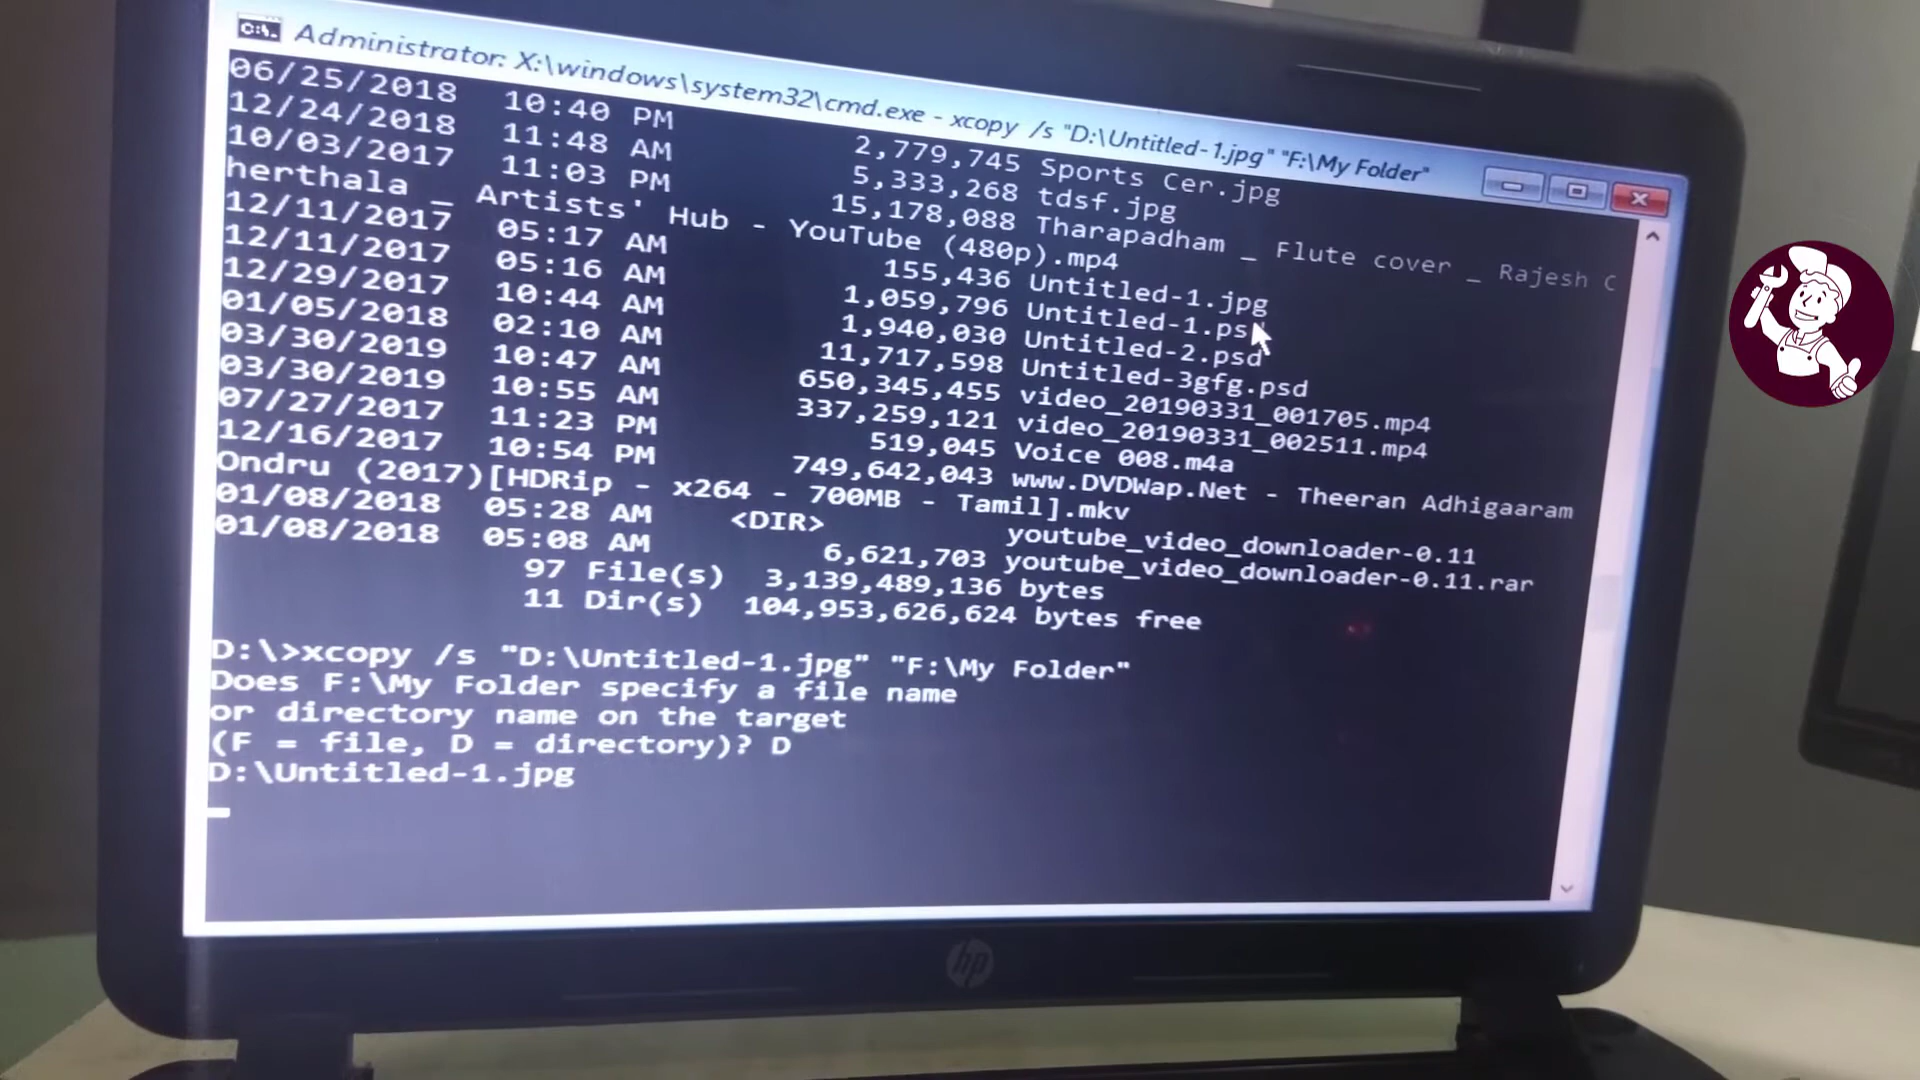 Administrator: X:\windows\system32\cmd.exe - xcopy /s "D:\Untitled-1.jpg" "F:\My Folder"
06/25/2018 10:40 PM 2,779,745 Sports Cer.jpg
12/24/2018 11:48 AM 5,333,268 tdsf.jpg
10/03/2017 11:03 PM 15,178,088 Tharapadham _ Flute cover _ Rajesh C
herthala _ Artists' Hub - YouTube (480p).mp4
12/11/2017 05:17 AM 155,436 Untitled-1.jpg
12/11/2017 05:16 AM 1,059,796 Untitled-1.psd
12/29/2017 10:44 AM 1,940,030 Untitled-2.psd
01/05/2018 02:10 AM 11,717,598 Untitled-3gfg.psd
03/30/2019 10:47 AM 650,345,455 video_20190331_001705.mp4
03/30/2019 10:55 AM 337,259,121 video_20190331_002511.mp4
07/27/2017 11:23 PM 519,045 Voice 008.m4a
12/16/2017 10:54 PM 749,642,043 www.DVDWap.Net - Theeran Adhigaaram
Ondru (2017)[HDRip - x264 - 700MB - Tamil].mkv
01/08/2018 05:28 AM <DIR> youtube_video_downloader-0.11
01/08/2018 05:08 AM 6,621,703 youtube_video_downloader-0.11.rar
97 File(s) 3,139,489,136 bytes
11 Dir(s) 104,953,626,624 bytes free
D:\>xcopy /s "D:\Untitled-1.jpg" "F:\My Folder"
Does F:\My Folder specify a file name
or directory name on the target
(F = file, D = directory)? D
D:\Untitled-1.jpg
hp